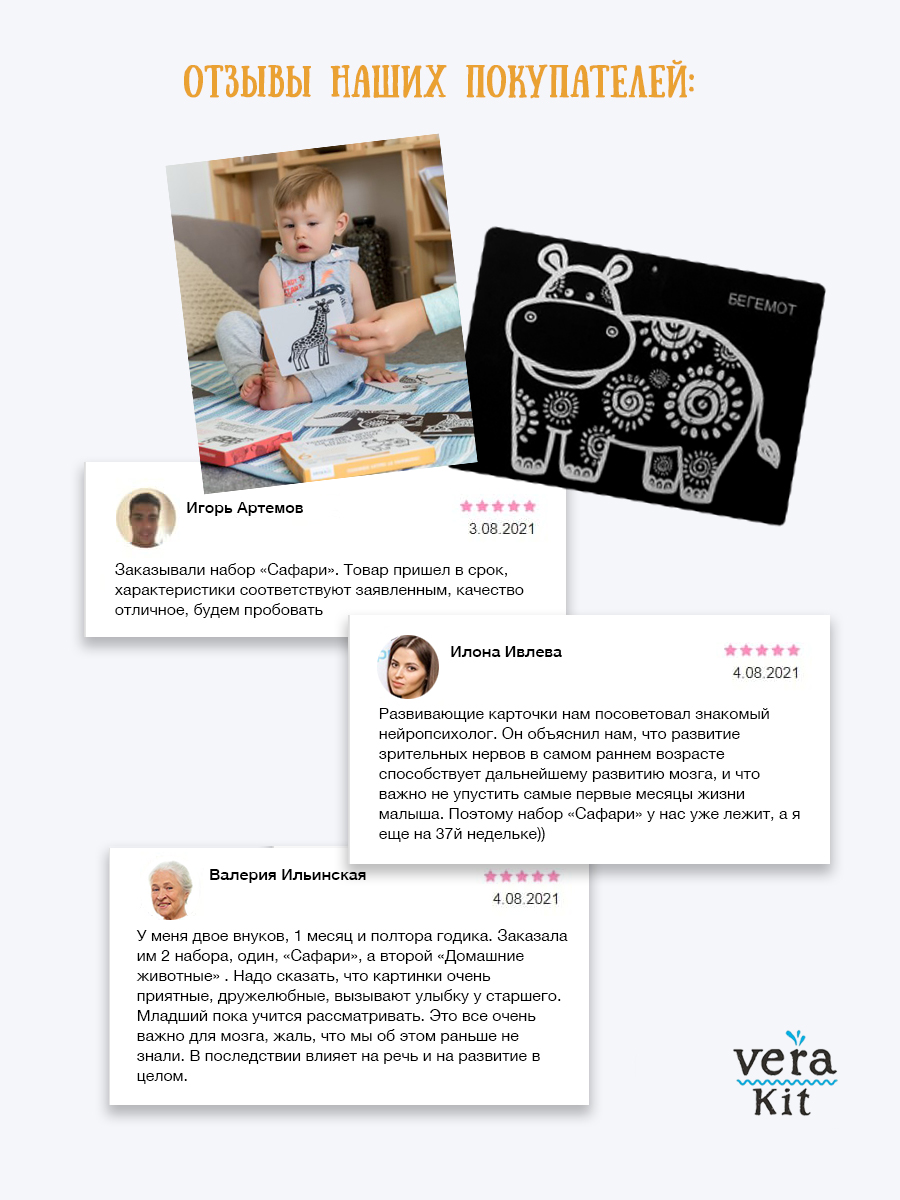 ОТЗЫВЫ НАШИХ ПОКУПАТЕЛЕЙ:
БЕГЕМОТ
Игорь Артемов
3.08.2021
Заказывали набор «Сафари». Товар пришел в срок,
характеристики соответствуют заявленным, качество
отличное, будем пробовать
Илона Ивлева
4.08.2021
Развивающие карточки нам посоветовал знакомый
нейропсихолог. Он объяснил нам, что развитие
зрительных нервов в самом раннем возрасте
способствует дальнейшему развитию мозга, и что
важно не упустить самые первые месяцы жизни
малыша. Поэтому набор «Сафари» у нас уже лежит, а я
еще на 37й недельке))
Валерия Ильинская
4.08.2021
У меня двое внуков, 1 месяц и полтора годика. Заказала
им 2 набора, один, «Сафари», а второй «Домашние
животные» . Надо сказать, что картинки очень
приятные, дружелюбные, вызывают улыбку у старшего.
Младший пока учится рассматривать. Это все очень
важно для мозга, жаль, что мы об этом раньше не
знали. В последствии влияет на речь и на развитие в
целом.
vera
Kit